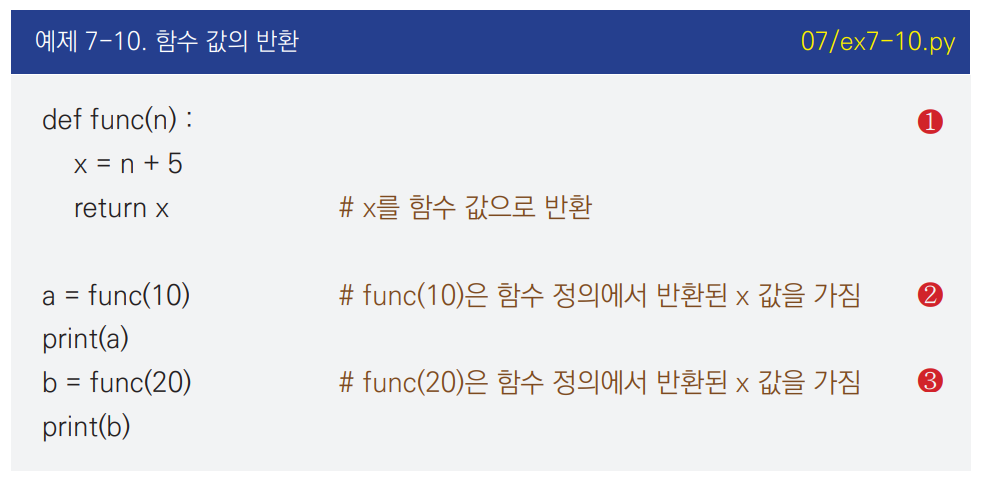 예제 7-10. 함수 값의 반환 07/ex7-10.py
def func(n) : ❶
x = n + 5
return x # x를 함수 값으로 반환
a = func(10) # func(10)은 함수 정의에서 반환된 x 값을 가짐 ❷
print(a)
b = func(20) # func(20)은 함수 정의에서 반환된 x 값을 가짐 ❸
print(b)